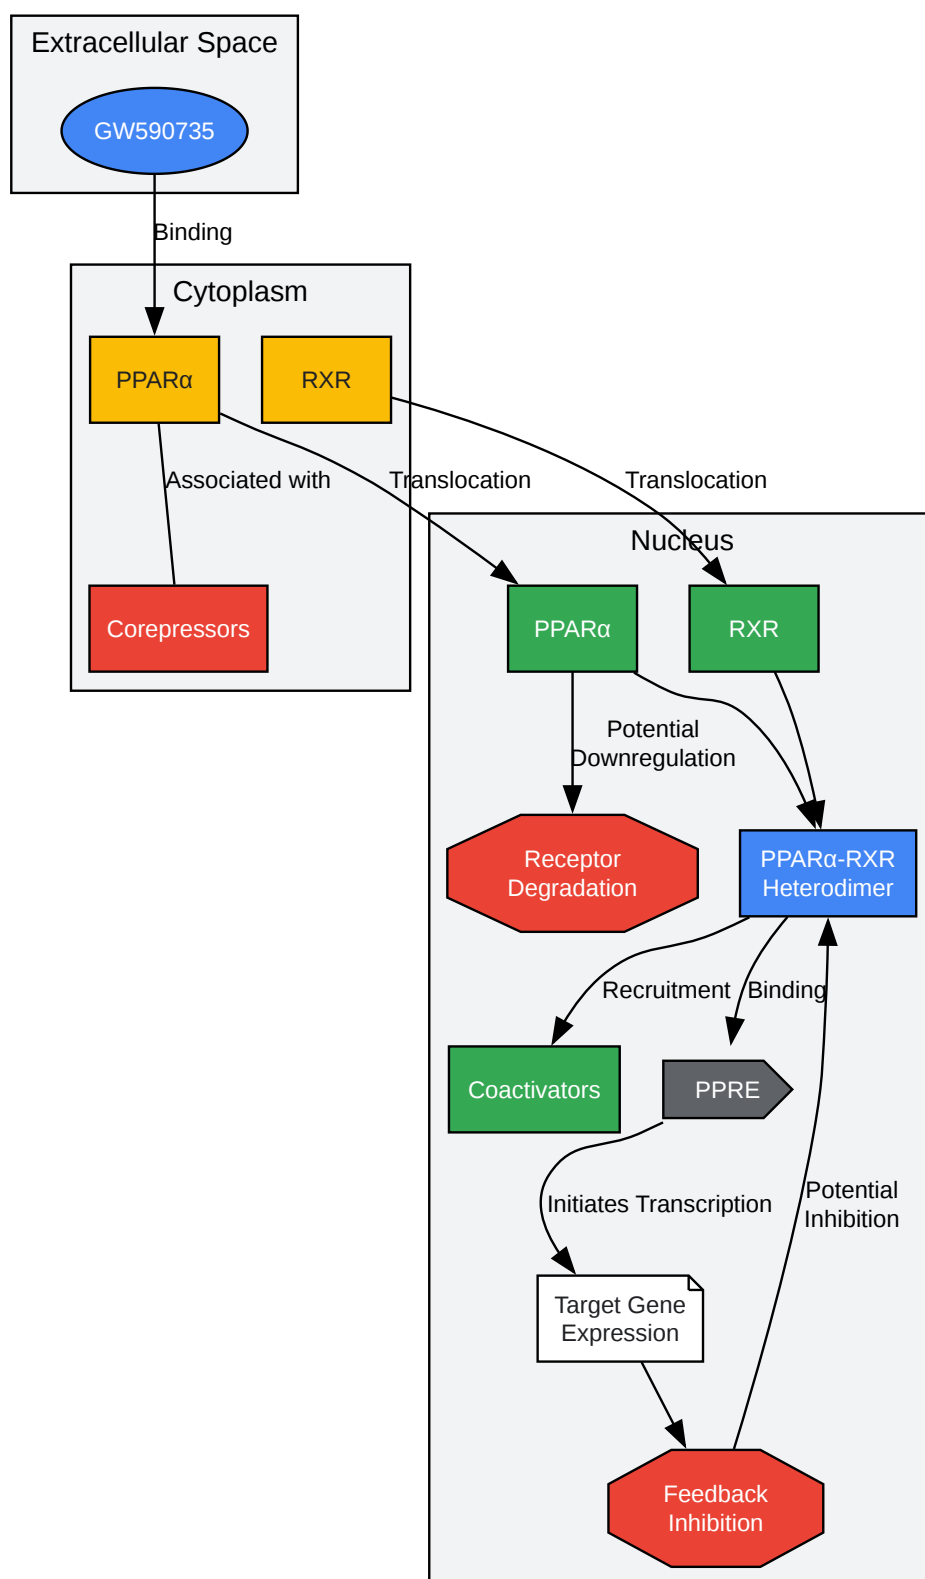 Extracellular Space
GW590735
Binding
Cytoplasm
PPARα
RXR
Associated with
Translocation
Translocation
Nucleus
Corepressors
PPARα
RXR
Potential
Downregulation
Receptor
Degradation
PPARα-RXR
Heterodimer
Recruitment
Binding
Coactivators
PPRE
Initiates Transcription
Potential
Inhibition
Target Gene
Expression
Feedback
Inhibition